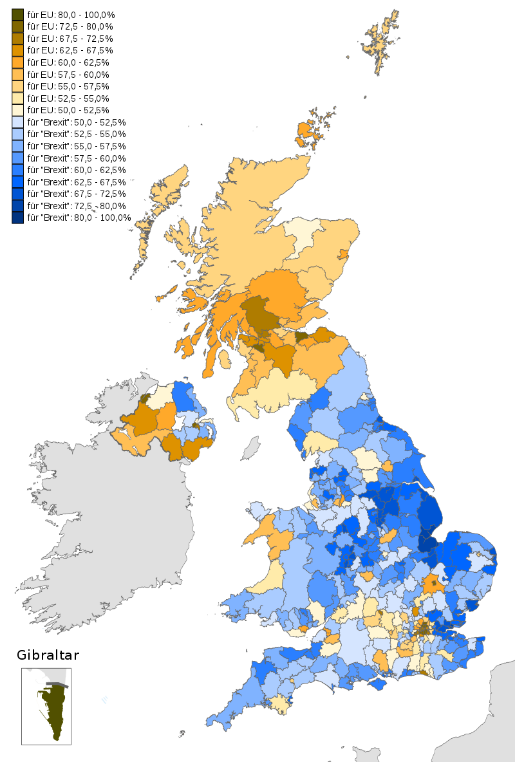 für EU: 80,0 - 100,0%
für EU: 72,5 - 80,0%
für EU: 67,5 - 72,5%
für EU: 62,5 - 67,5%
für EU: 60,0 - 62,5%
für EU: 57,5 - 60,0%
für EU: 55,0 - 57,5%
für EU: 52,5 - 55,0%
für EU: 50,0 - 52,5%
für "Brexit": 50,0 - 52,5%
für "Brexit": 52,5 - 55,0%
für "Brexit": 55,0 - 57,5%
für "Brexit": 57,5 - 60,0%
für "Brexit": 60,0 - 62,5%
für "Brexit": 62,5 - 67,5%
für "Brexit": 67,5 - 72,5%
für "Brexit": 72,5 - 80,0%
für "Brexit": 80,0 - 100,0%
Gibraltar